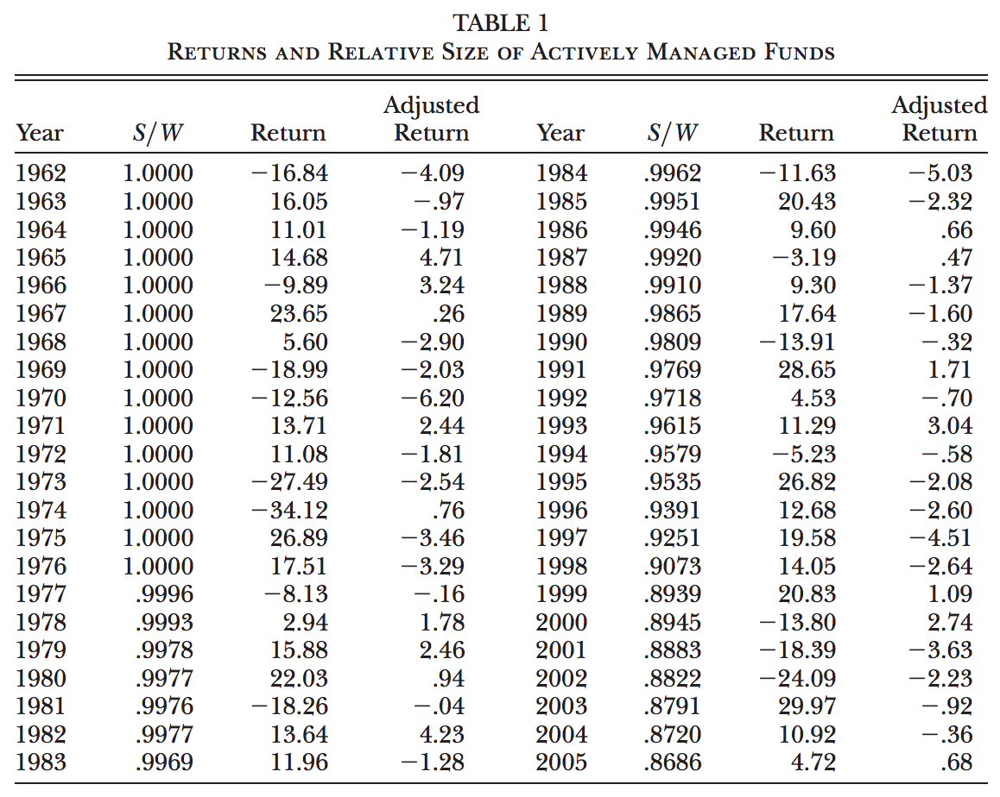 TABLE 1
Returns and Relative Size of Actively Managed Funds
Adjusted Adjusted
Year S/W Return Return Year S/W Return Return
1962 1.0000 −16.84 −4.09 1984 .9962 −11.63 −5.03
1963 1.0000 16.05 −.97 1985 .9951 20.43 −2.32
1964 1.0000 11.01 −1.19 1986 .9946 9.60 .66
1965 1.0000 14.68 4.71 1987 .9920 −3.19 .47
1966 1.0000 −9.89 3.24 1988 .9910 9.30 −1.37
1967 1.0000 23.65 .26 1989 .9865 17.64 −1.60
1968 1.0000 5.60 −2.90 1990 .9809 −13.91 −.32
1969 1.0000 −18.99 −2.03 1991 .9769 28.65 1.71
1970 1.0000 −12.56 −6.20 1992 .9718 4.53 −.70
1971 1.0000 13.71 2.44 1993 .9615 11.29 3.04
1972 1.0000 11.08 −1.81 1994 .9579 −5.23 −.58
1973 1.0000 −27.49 −2.54 1995 .9535 26.82 −2.08
1974 1.0000 −34.12 .76 1996 .9391 12.68 −2.60
1975 1.0000 26.89 −3.46 1997 .9251 19.58 −4.51
1976 1.0000 17.51 −3.29 1998 .9073 14.05 −2.64
1977 .9996 −8.13 −.16 1999 .8939 20.83 1.09
1978 .9993 2.94 1.78 2000 .8945 −13.80 2.74
1979 .9978 15.88 2.46 2001 .8883 −18.39 −3.63
1980 .9977 22.03 .94 2002 .8822 −24.09 −2.23
1981 .9976 −18.26 −.04 2003 .8791 29.97 −.92
1982 .9977 13.64 4.23 2004 .8720 10.92 −.36
1983 .9969 11.96 −1.28 2005 .8686 4.72 .68